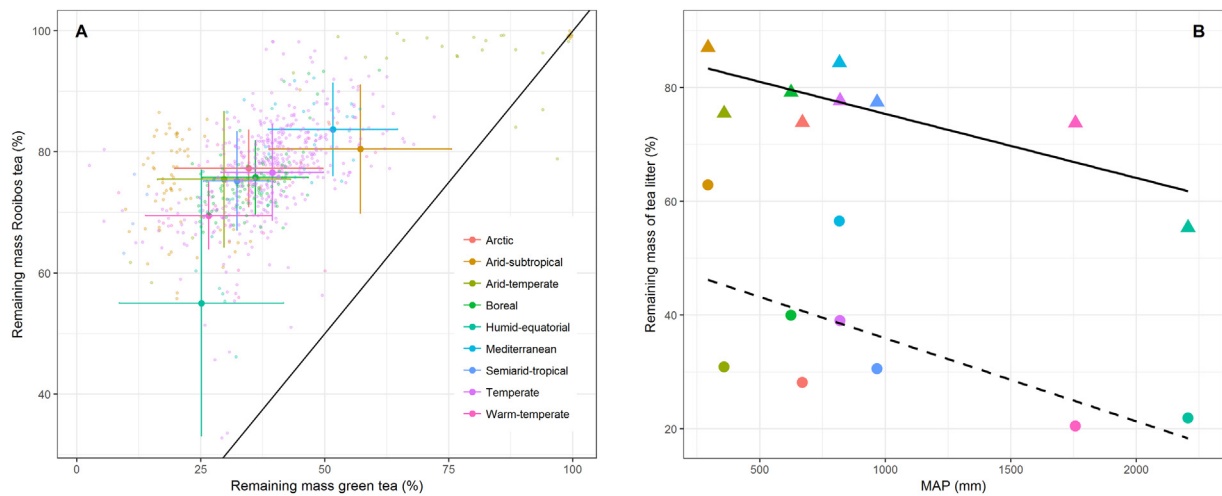 A
100
80
60
40
Remaining mass Rooibos tea (%)
Arctic
Arid-subtropical
Arid-temperate
Boreal
Humid-equatorial
Mediterranean
Semiarid-tropical
Temperate
Warm-temperate
0 25 50 75 100
Remaining mass green tea (%)
B
80
60
40
20
Remaining mass of tea litter (%)
500 1000 1500 2000
MAP (mm)